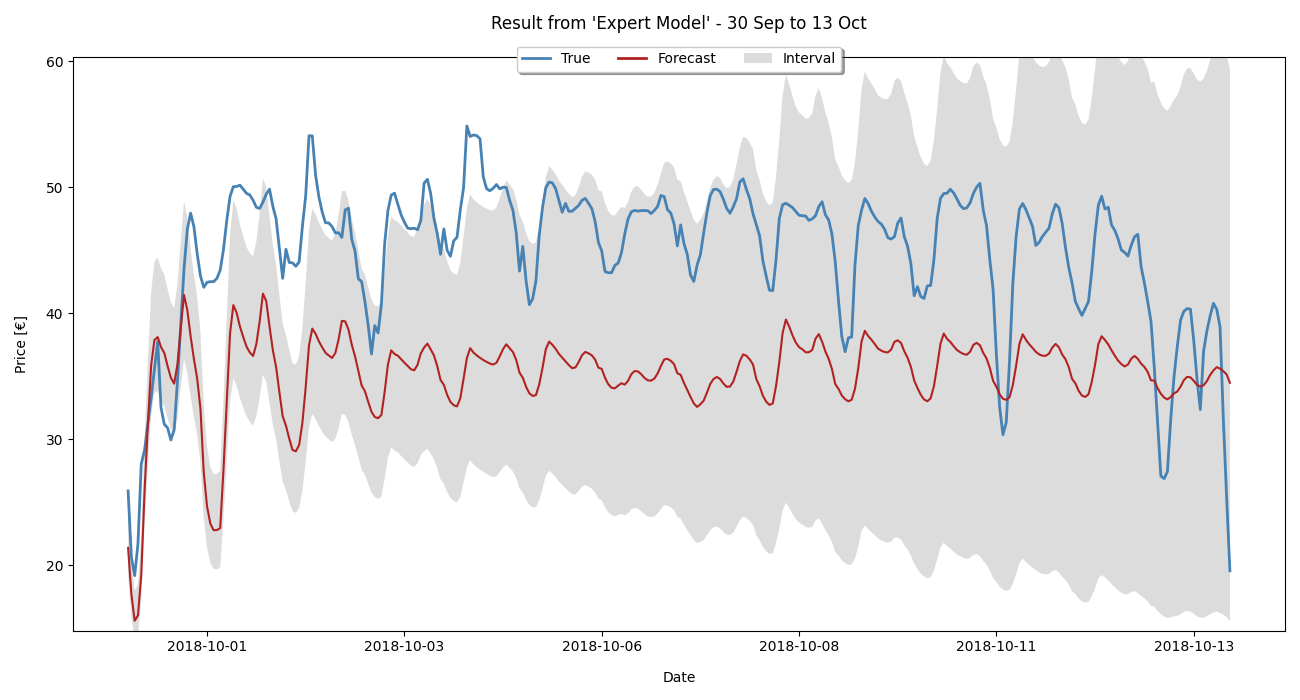 Result from 'Expert Model' - 30 Sep to 13 Oct
True Forecast Interval
60
50
40
30
20
Price [€]
2018-10-01 2018-10-03 2018-10-06 2018-10-08 2018-10-11 2018-10-13
Date